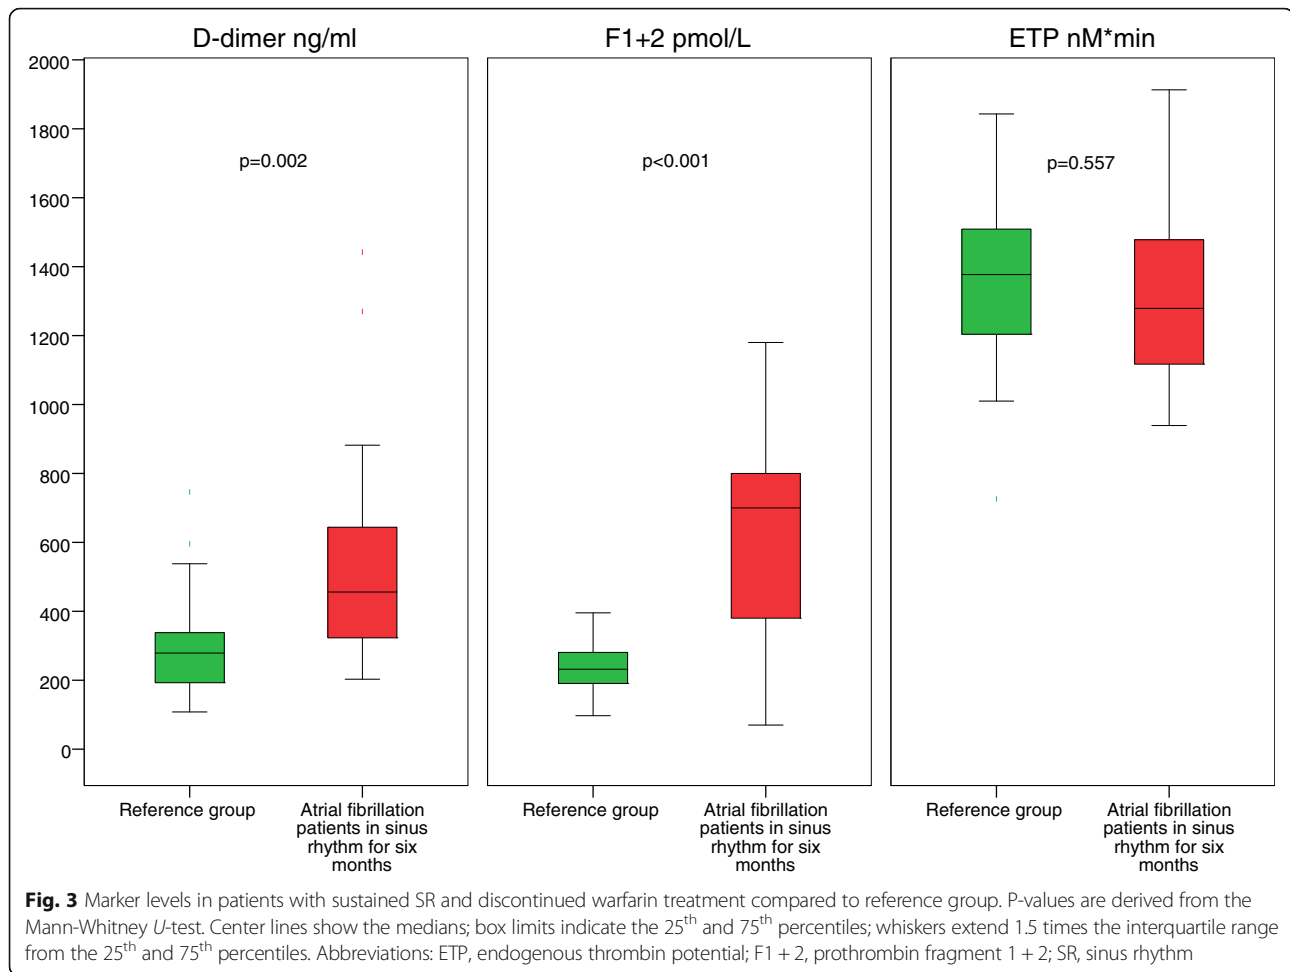 D-dimer ng/ml
F1+2 pmol/L
ETP nM*min
2000
1800
1600
1400
1200
1000
800
600
400
200
0
p=0.002
p<0.001
p=0.557
Reference group
Atrial fibrillation
patients in sinus
rhythm for six
months
Reference group
Atrial fibrillation
patients in sinus
rhythm for six
months
Reference group
Atrial fibrillation
patients in sinus
rhythm for six
months
Fig. 3 Marker levels in patients with sustained SR and discontinued warfarin treatment compared to reference group. P-values are derived from the
Mann-Whitney U-test. Center lines show the medians; box limits indicate the 25th and 75th percentiles; whiskers extend 1.5 times the interquartile range
from the 25th and 75th percentiles. Abbreviations: ETP, endogenous thrombin potential; F1 + 2, prothrombin fragment 1 + 2; SR, sinus rhythm